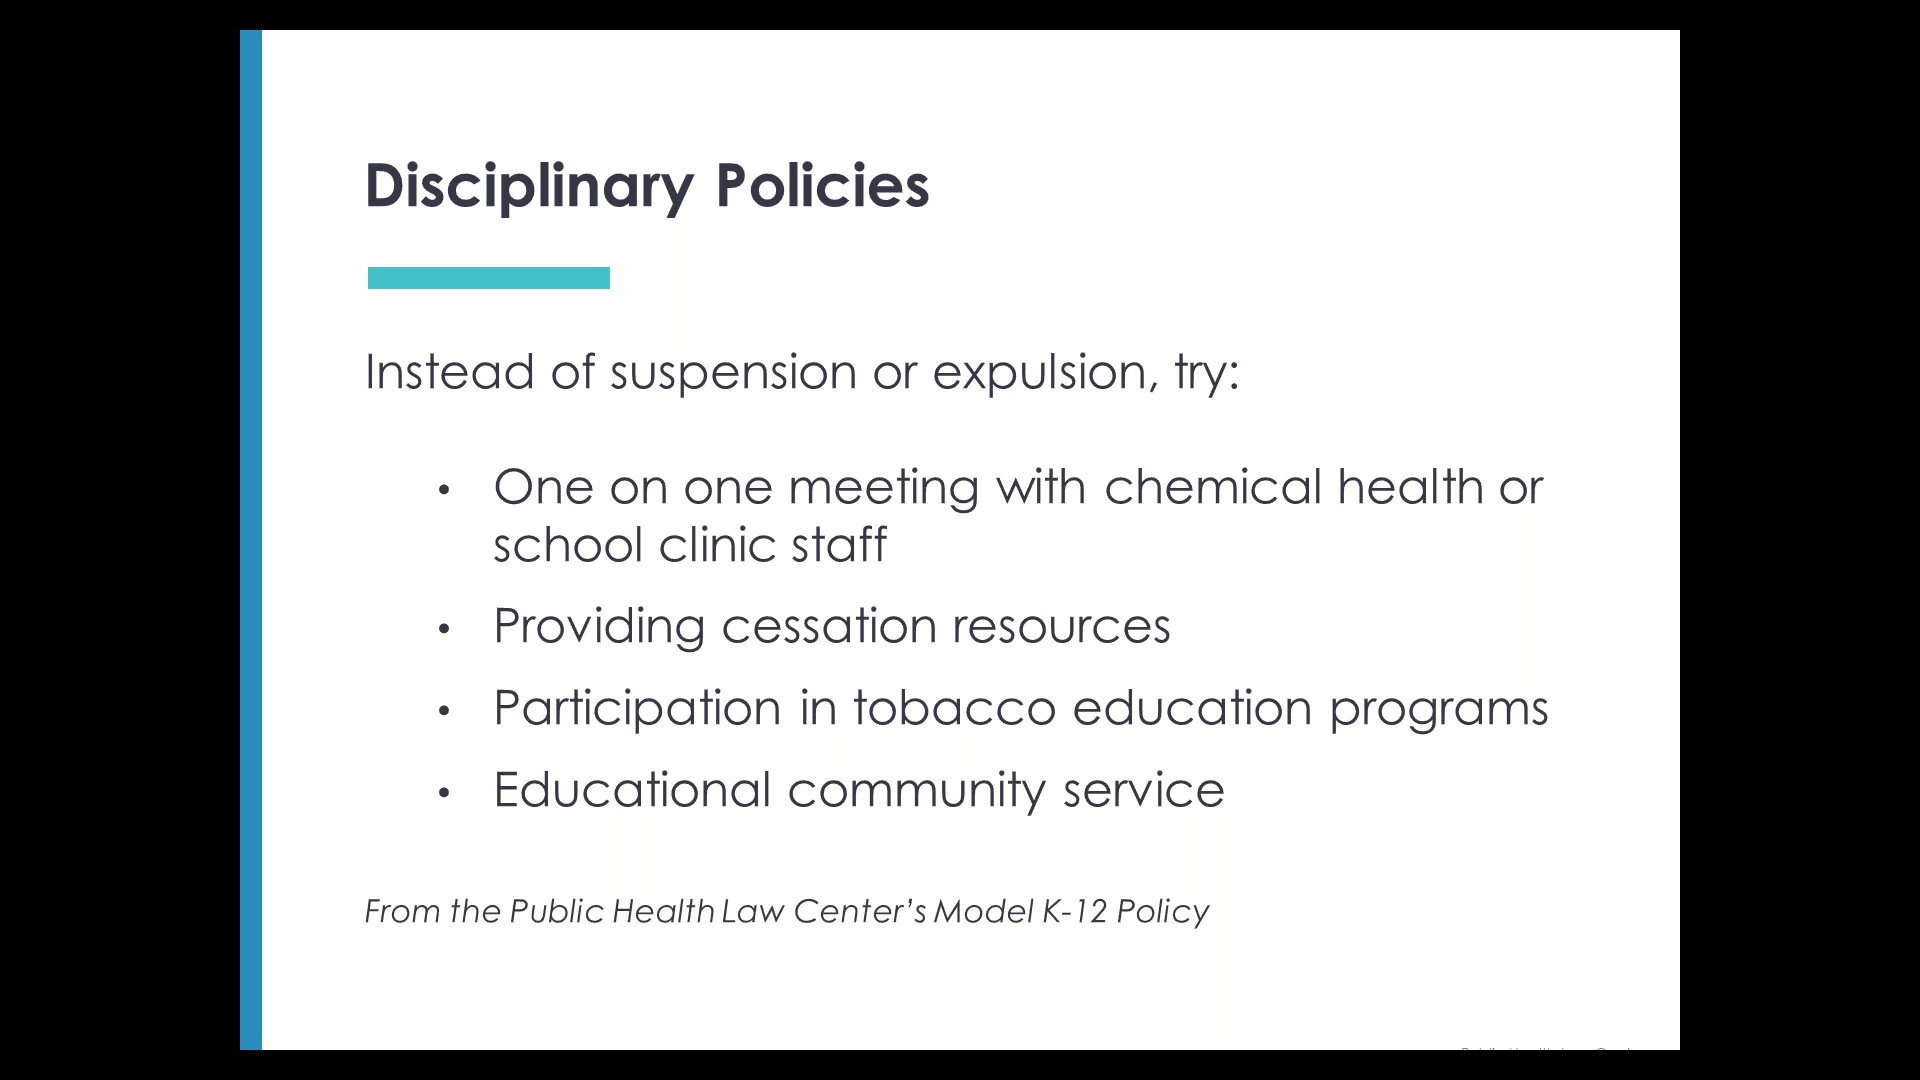 Disciplinary Policies
Instead of suspension or expulsion, try:
• One on one meeting with chemical health or
school clinic staff
• Providing cessation resources
• Participation in tobacco education programs
• Educational community service
From the Public Health Law Center’s Model K-12 Policy